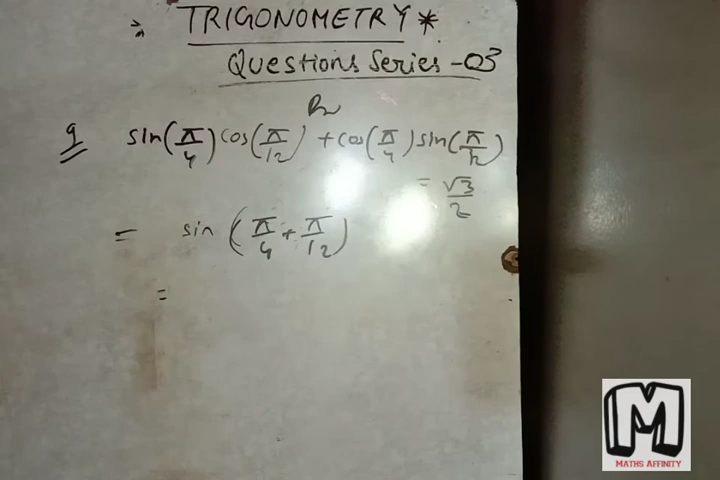 TRIGONOMETRY *
Questions Series -03
9 sin(π/4) cos(π/12) + cos(π/4) sin(π/12)
= √3/2
= sin (π/4 + π/12)
=
M
MATHS AFFINITY